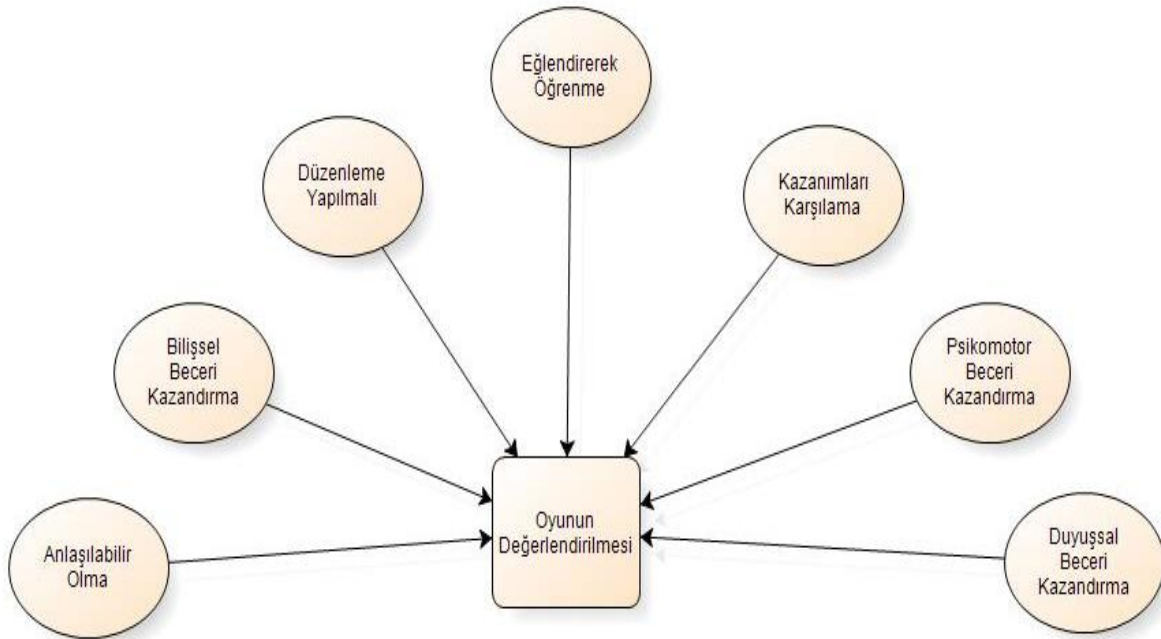 Eğlendirerek
Öğrenme
Düzenleme
Yapılmalı
Kazanımları
Karşılama
Bilişsel
Beceri
Kazandırma
Psikomotor
Beceri
Kazandırma
Anlaşılabilir
Olma
Oyunun
Değerlendirilmesi
Duyuşsal
Beceri
Kazandırma